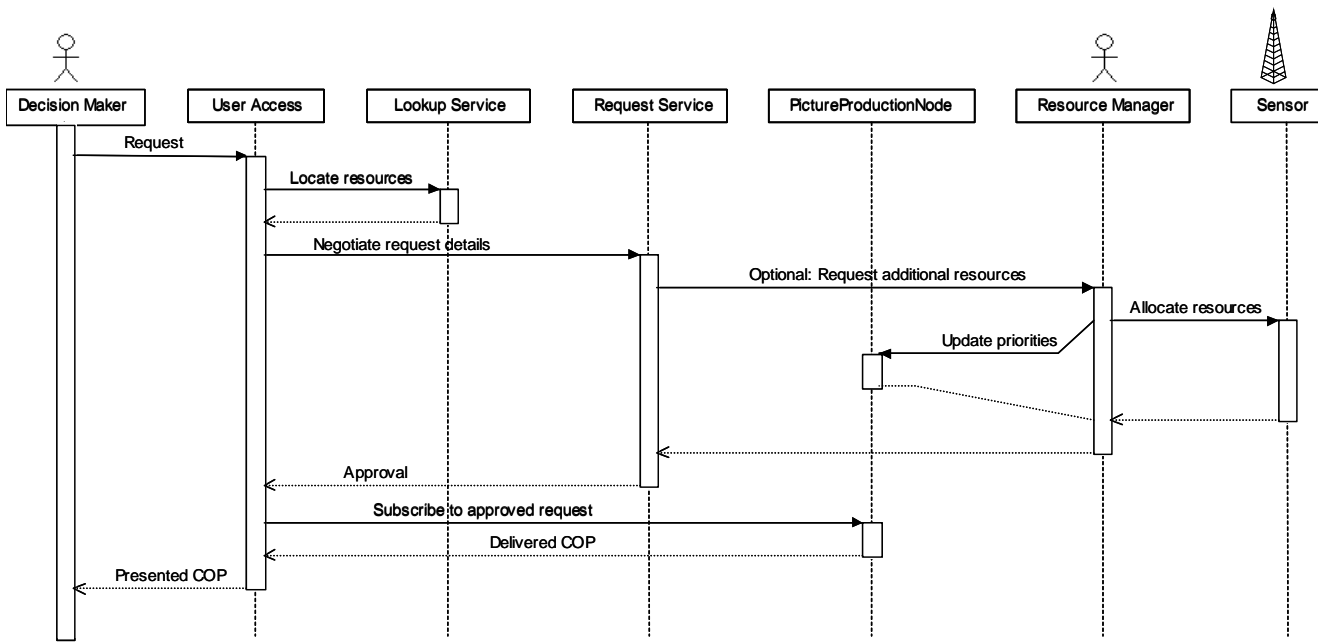 Decision Maker
User Access
Lookup Service
Request Service
PictureProductionNode
Resource Manager
Sensor
Request
Locate resources
Negotiate request details
Optional: Request additional resources
Allocate resources
Update priorities
Approval
Subscribe to approved request
Delivered COP
Presented COP